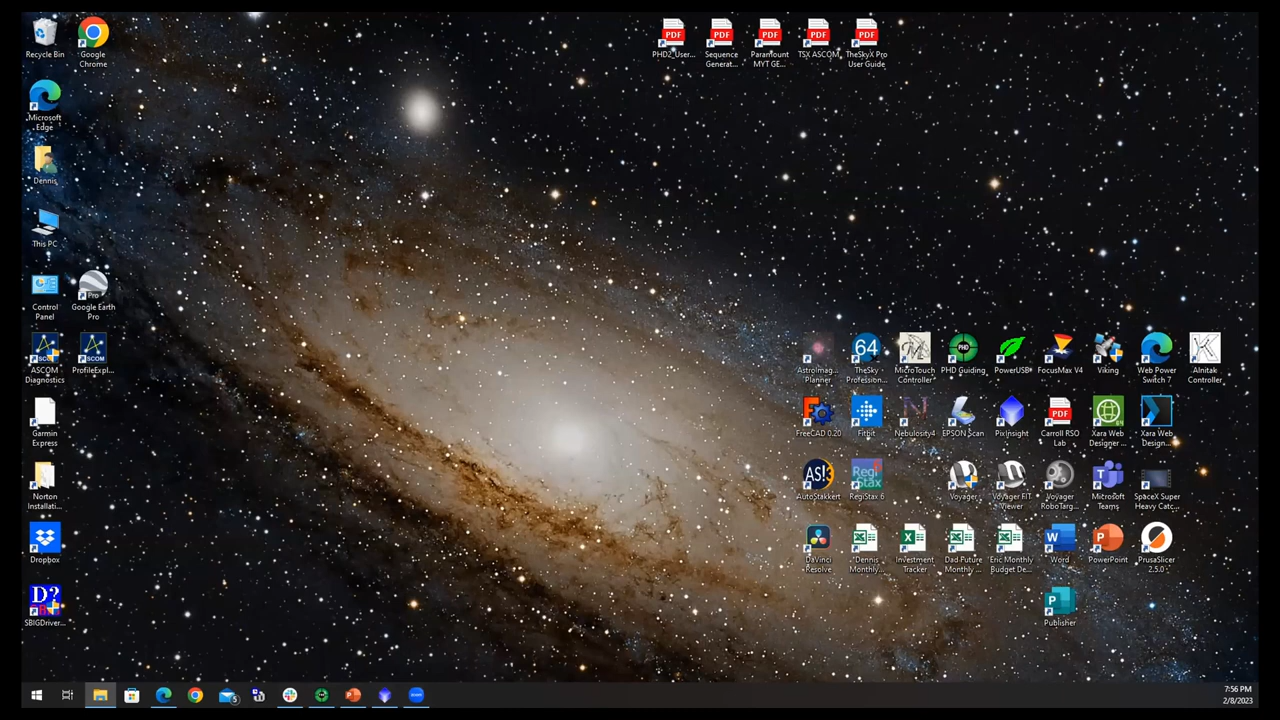 Recycle Bin
Google
Chrome
PDF
PHD2_User...
PDF
Sequence
Generat...
PDF
Paramount
MYT GE...
PDF
TSX ASCOM...
PDF
TheSkyX Pro
User Guide
Microsoft
Edge
Dennis
This PC
Control
Panel
Pro
Google Earth
Pro
ASCOM
Diagnostics
SCOM
ProfileExpl...
AstroImag...
Planner
64
TheSky
Profession...
MicroTouch
Controller
PHD
PHD Guiding
PowerUSB
FocusMax V4
Viking
Web Power
Switch 7
Alnitak
Controller
Garmin
Express
FreeCAD 0.20
Fitbit
N
Nebulosity4
EPSON Scan
PixInsight
PDF
Carroll RSO
Lab
Xara Web
Designer ...
Xara Web
Design...
Norton
Installati...
AS!3
AutoStakkert
Regi
Stax
RegiStax 6
Voyager
Voyager FIT
Viewer
Voyager
RoboTarg...
Microsoft
Teams
SpaceX Super
Heavy Catc...
Dropbox
DaVinci
Resolve
Dennis
Monthly...
Investment
Tracker
Dad Future
Monthly ...
Eric Monthly
Budget De...
W
Word
P
PowerPoint
PrusaSlicer
2.5.0
D?
SBIGDriver...
P
Publisher
5
7:56 PM
2/8/2023